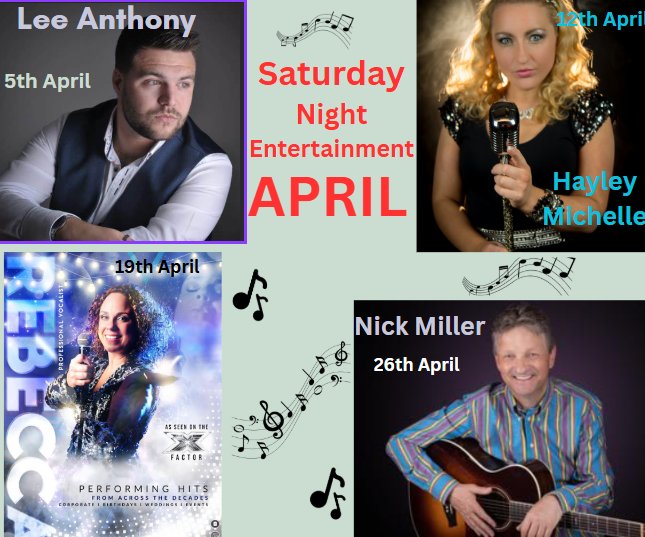 Lee Anthony
5th April
Saturday
Night
Entertainment
APRIL
12th April
Hayley
MIchelle
REBECCA
PROFESSIONAL VOCALIST
19th April
AS SEEN ON THE
X
FACTOR
PERFORMING HITS
FROM ACROSS THE DECADES
CORPORATE | BIRTHDAYS | WEDDINGS | EVENTS
Nick Miller
26th April